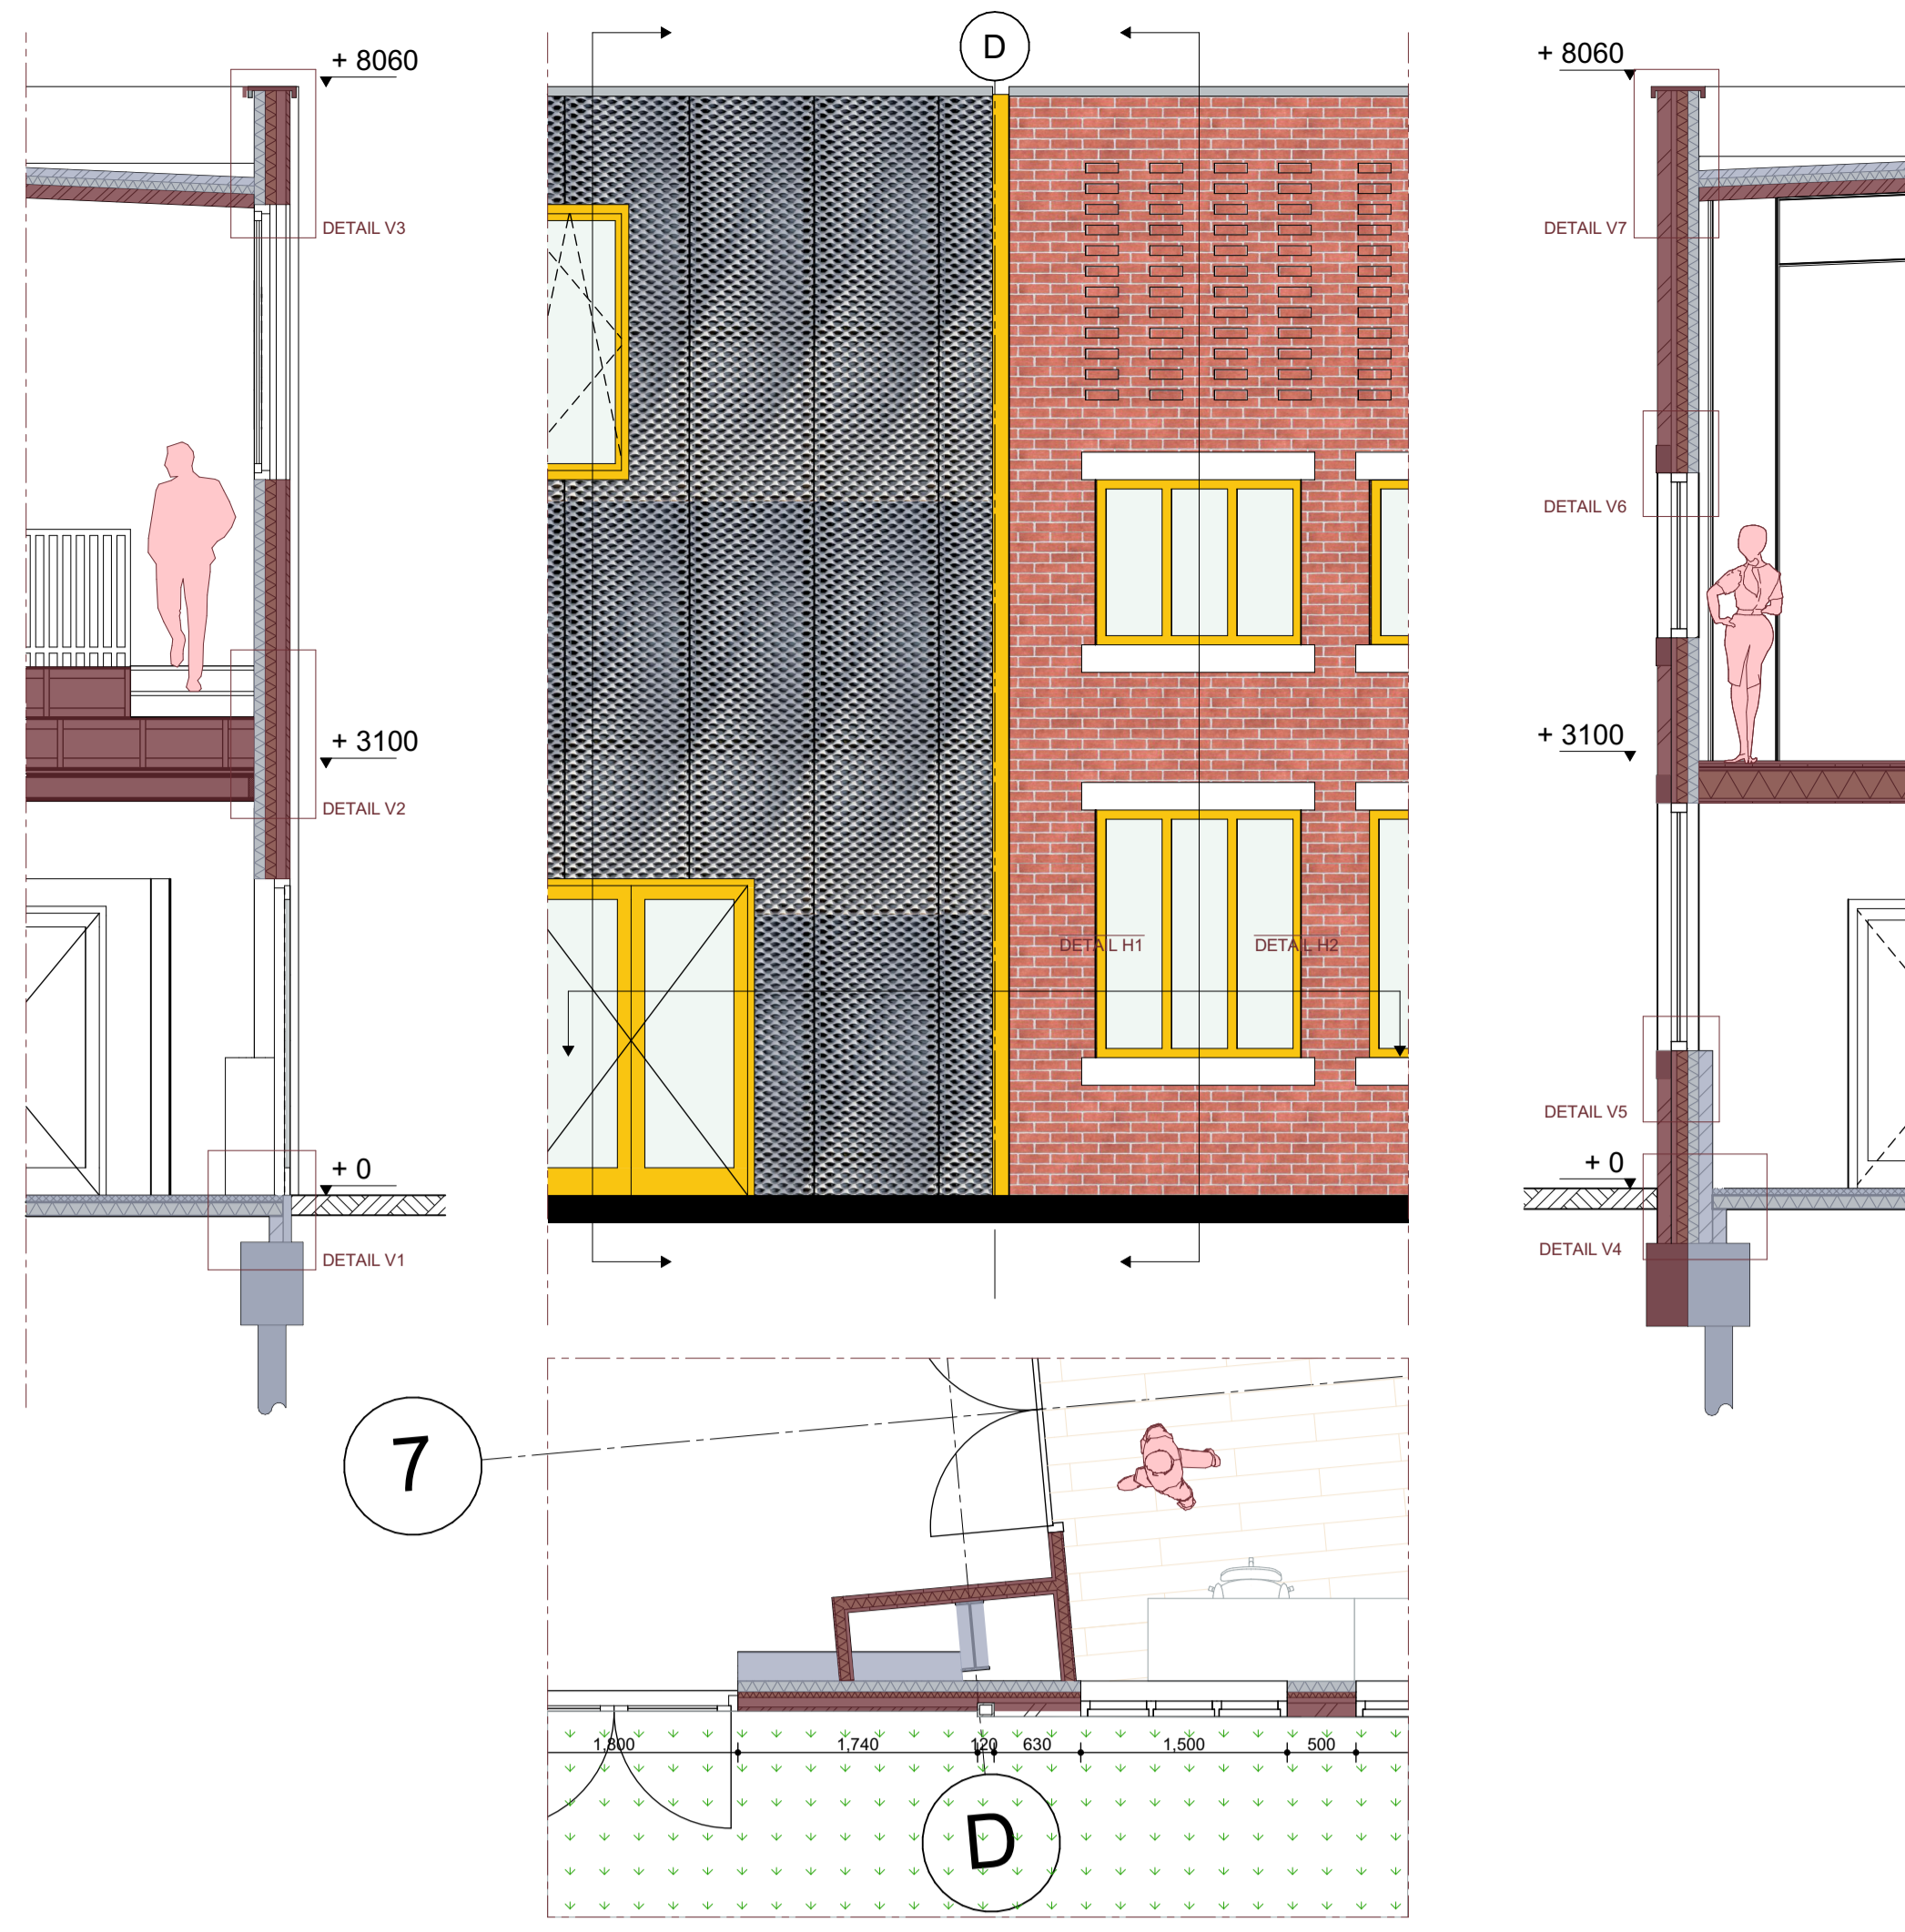 D
+ 8060
+ 8060
DETAIL V3
DETAIL V7
DETAIL V6
+ 3100
+ 3100
DETAIL V2
DETAIL H1
DETAIL H2
DETAIL V5
+ 0
+ 0
DETAIL V1
DETAIL V4
7
1,800
1,740
120
630
1,500
500
D